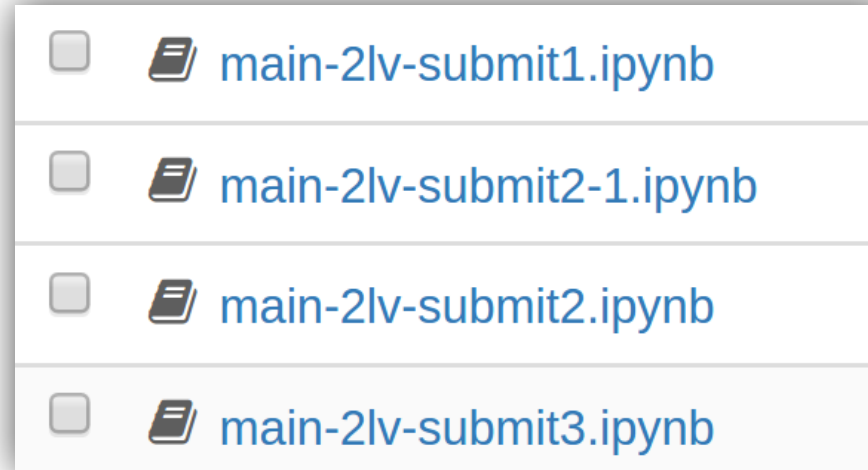 main-2lv-submit1.ipynb
main-2lv-submit2-1.ipynb
main-2lv-submit2.ipynb
main-2lv-submit3.ipynb